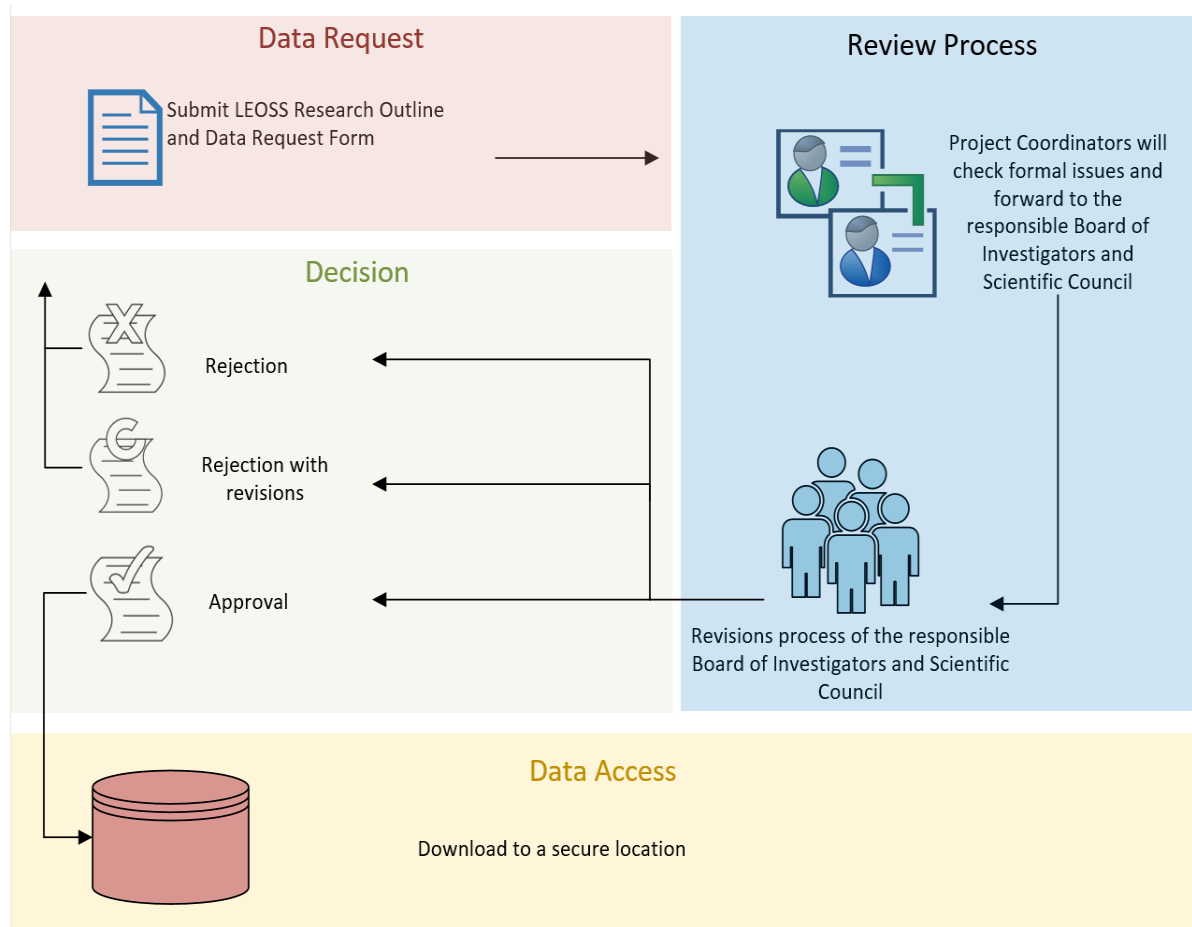 Data Request
Submit LEOSS Research Outline
and Data Request Form
Review Process
Project Coordinators will
check formal issues and
forward to the
responsible Board of
Investigators and
Scientific Council
Revisions process of the responsible
Board of Investigators and Scientific
Council
Decision
Rejection
Rejection with
revisions
Approval
Data Access
Download to a secure location